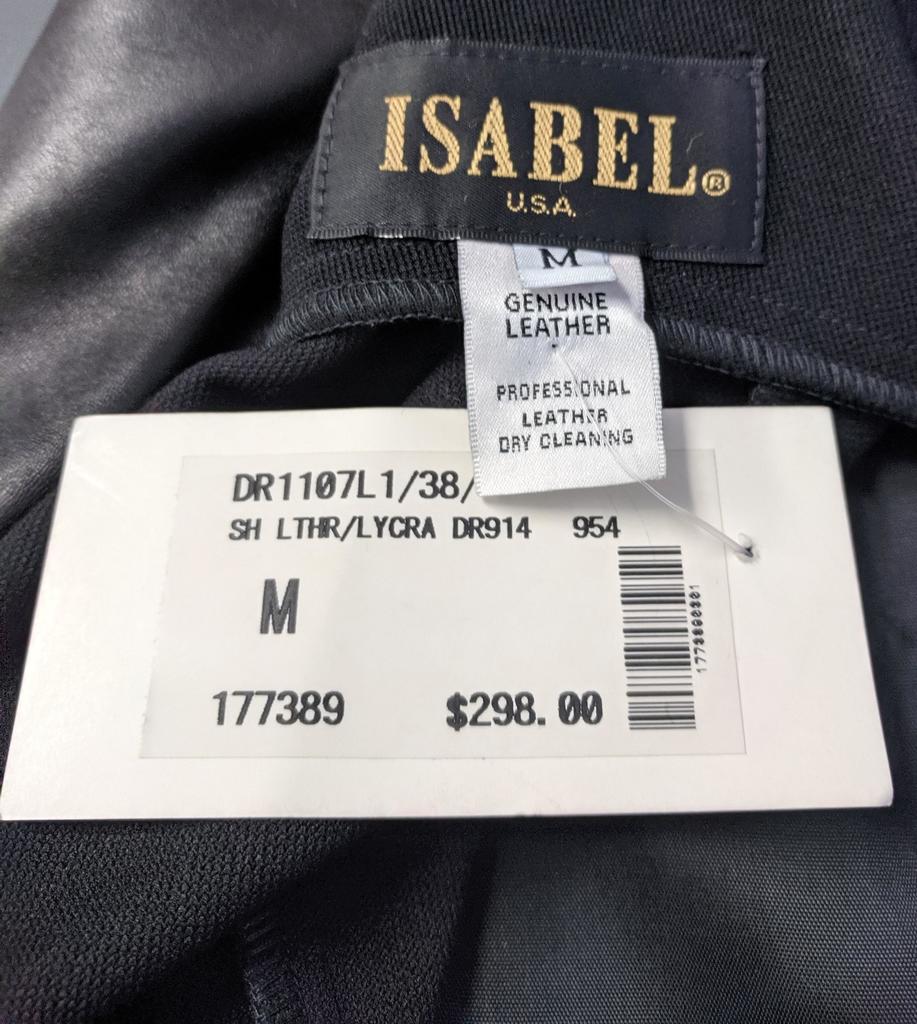 ISABEL®
U.S.A.
M
GENUINE
LEATHER
PROFESSIONAL
LEATHER
DRY CLEANING
DR1107L1/38/
SH LTHR/LYCRA DR914 954
M
177389 $298.00